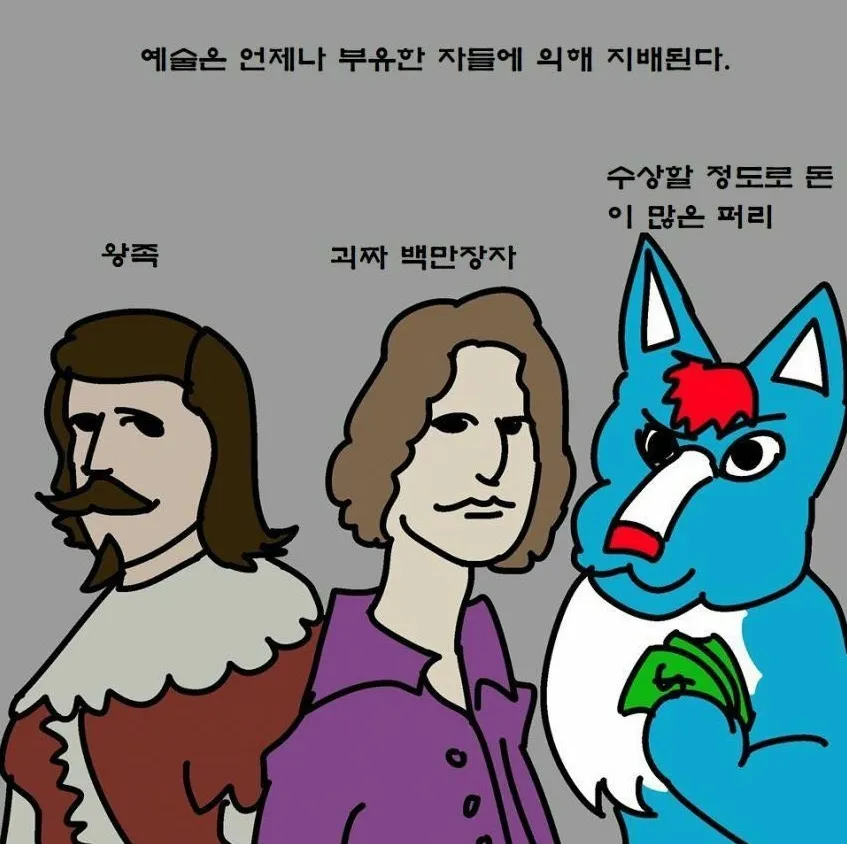 예술은 언제나 부유한 자들에 의해 지배된다.
왕족
괴짜 백만장자
수상할 정도로 돈
이 많은 퍼리